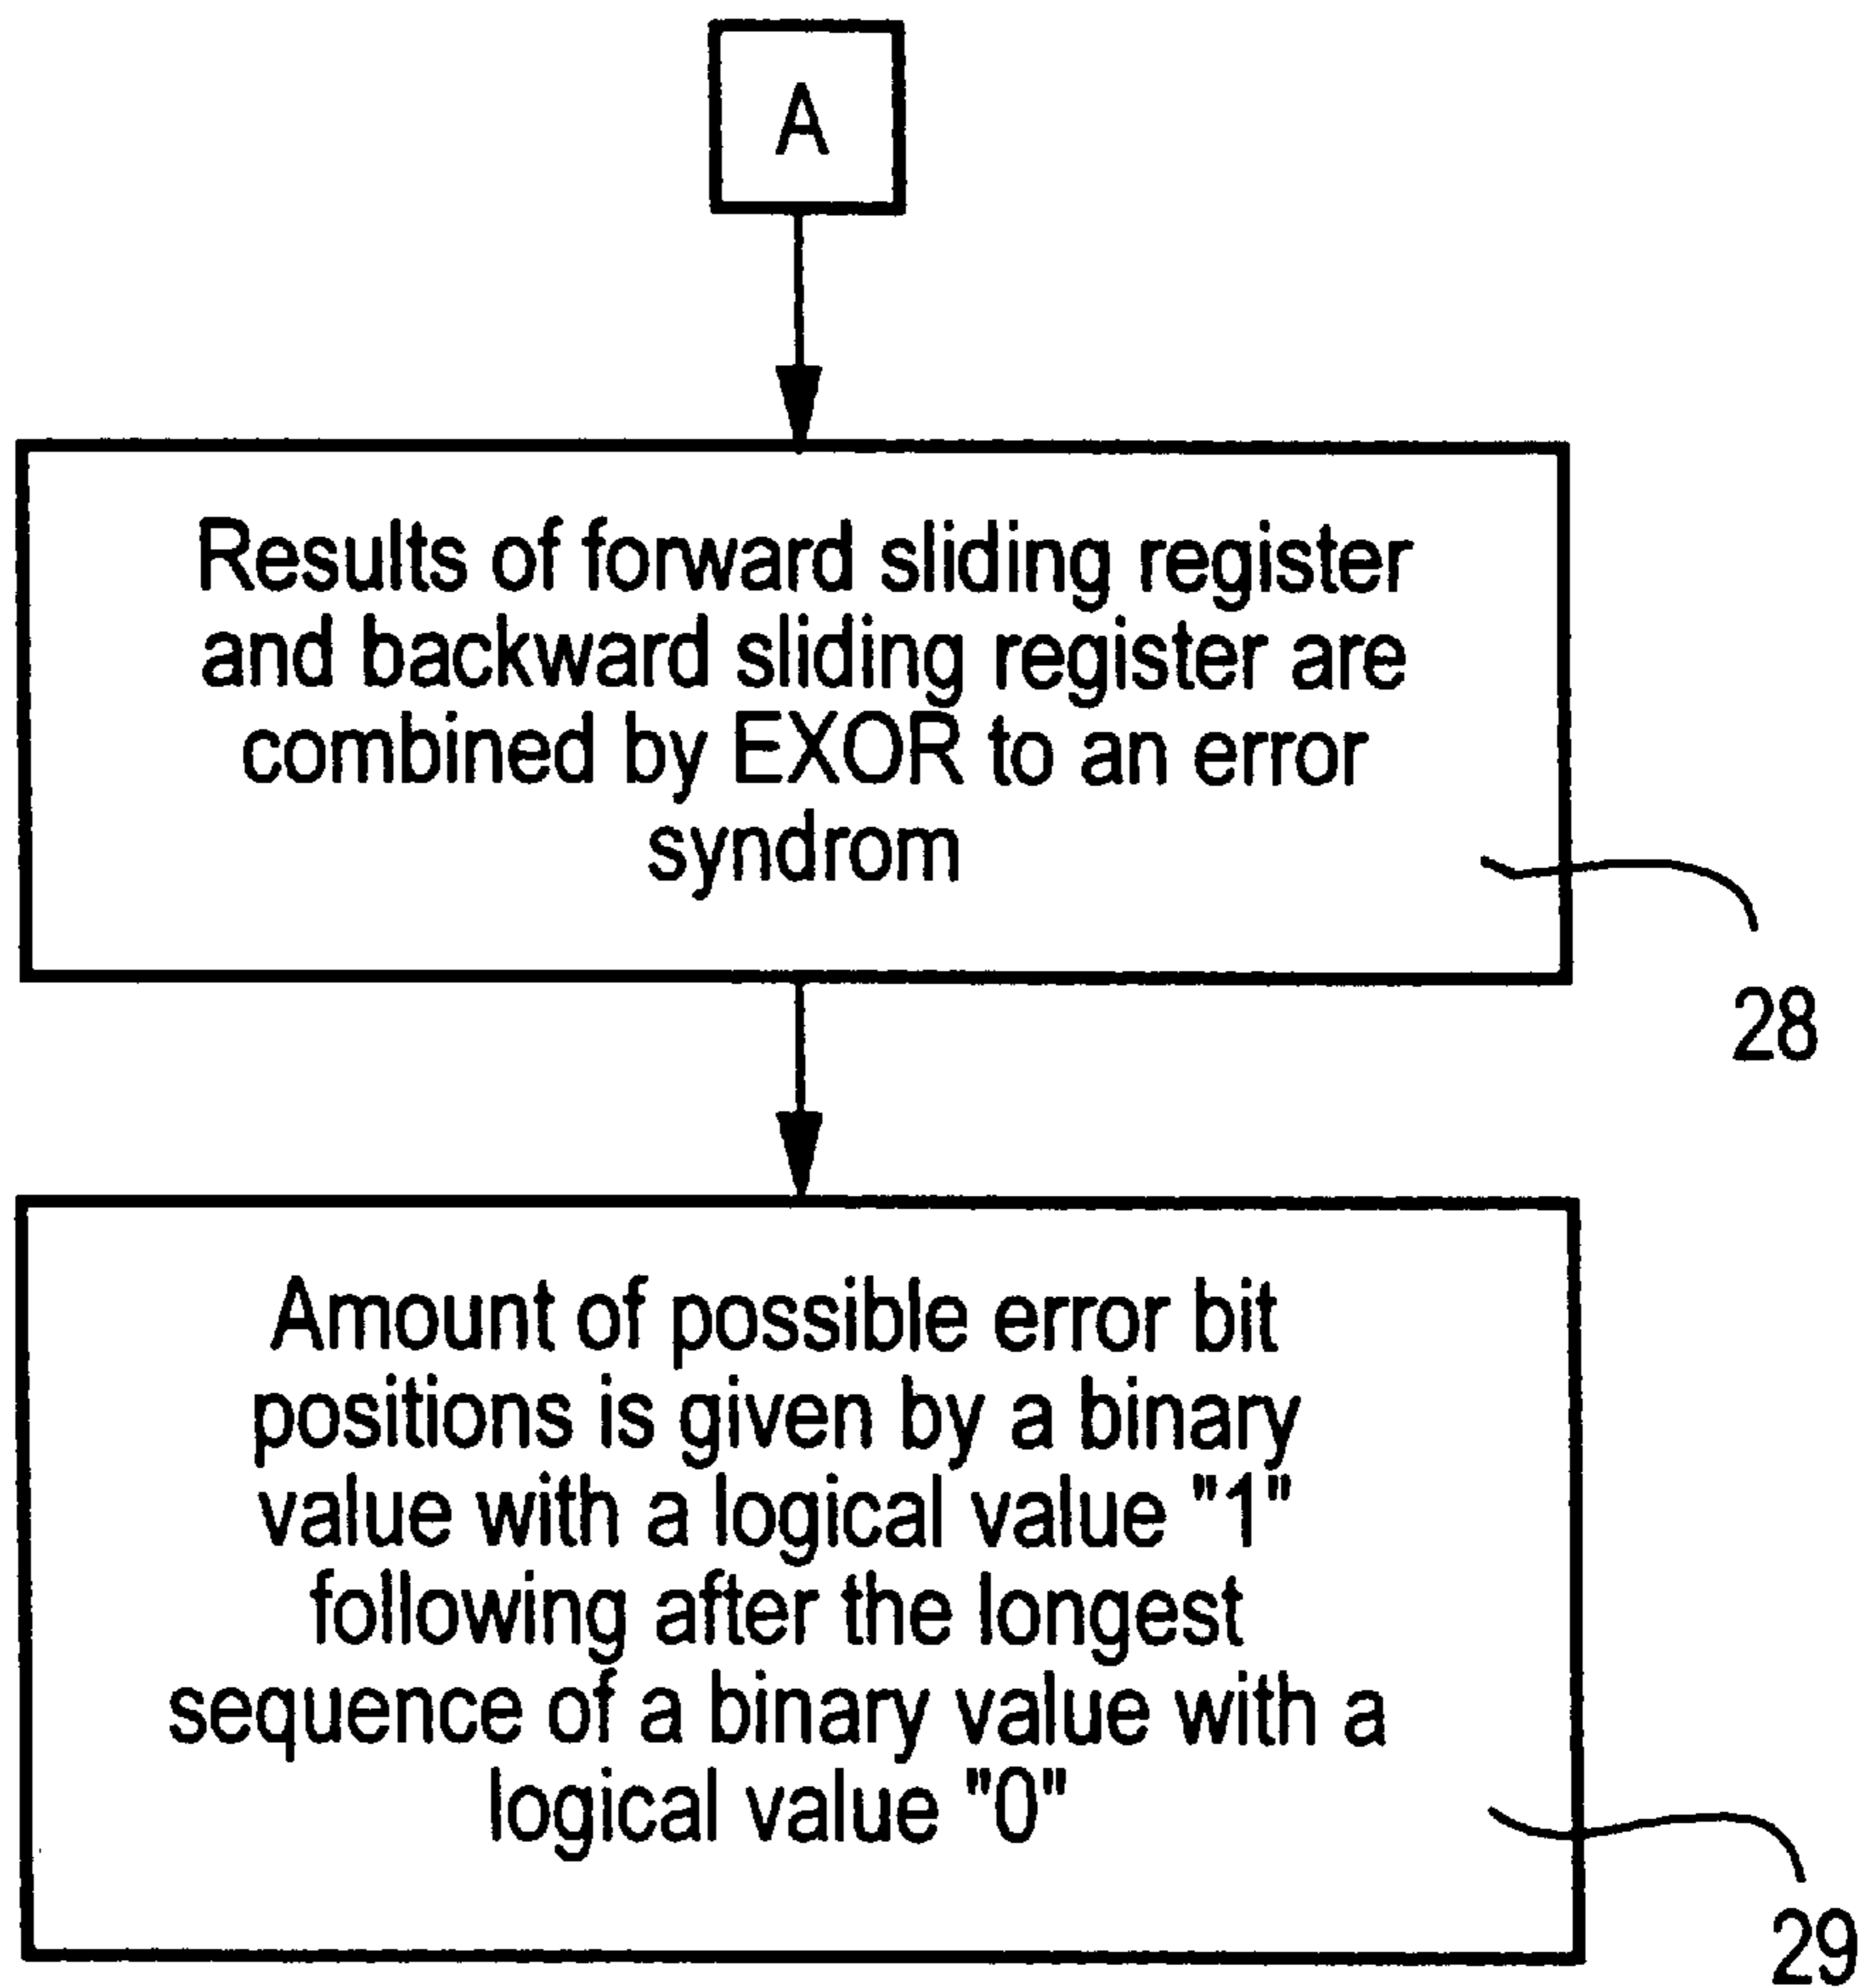 A
Results of forward sliding register
and backward sliding register are
combined by EXOR to an error
syndrom
28
Amount of possible error bit
positions is given by a binary
value with a logical value "1"
following after the longest
sequence of a binary value with a
logical value "0"
29